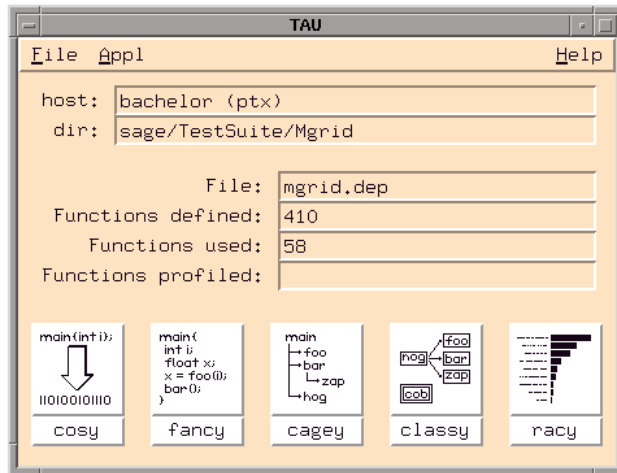 TAU
File Appl Help
host: bachelor (ptx)
dir: sage/TestSuite/Mgrid
File: mgrid.dep
Functions defined: 410
Functions used: 58
Functions profiled:
main(int i);
11010010110
cosy
main{
int i;
float x;
x = foo(i);
bar();
}
fancy
main
foo
bar
zap
hog
cagey
nog
foo
bar
zap
cob
classy
racy